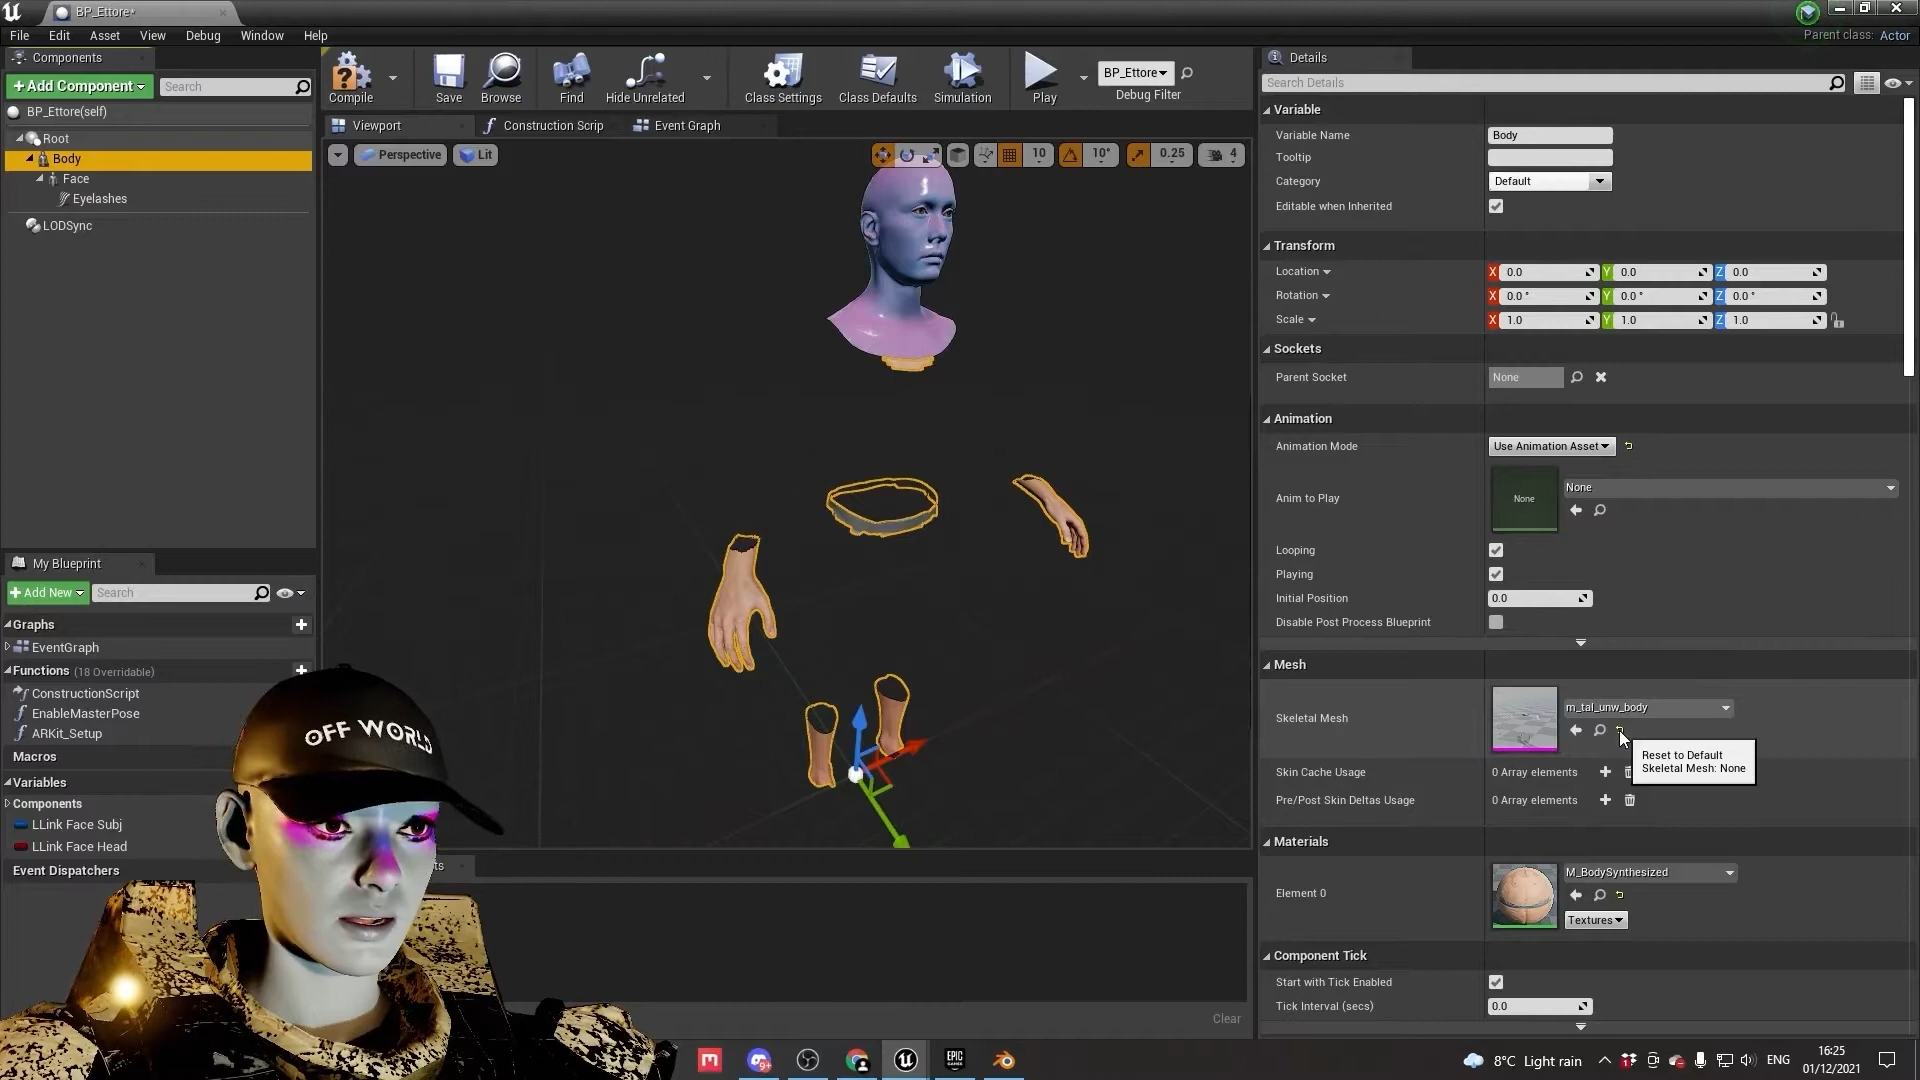 BP_Ettore*
File Edit Asset View Debug Window Help
Parent class: Actor
Components
+ Add Component
Search
BP_Ettore(self)
Root
Body
Face
Eyelashes
LODSync
Compile
Save
Browse
Find
Hide Unrelated
Class Settings
Class Defaults
Simulation
Play
BP_Ettore
Debug Filter
Viewport
Construction Scrip
Event Graph
Perspective
Lit
10
10°
0.25
4
My Blueprint
+ Add New
Search
Graphs
EventGraph
Functions (18 Overridable)
ConstructionScript
EnableMasterPose
ARKit_Setup
Macros
Variables
Components
LLink Face Subj
LLink Face Head
Event Dispatchers
OFF WORLD
ts
Clear
Details
Search Details
Variable
Variable Name Body
Tooltip
Category Default
Editable when Inherited
Transform
Location X 0.0 Y 0.0 Z 0.0
Rotation X 0.0° Y 0.0° Z 0.0°
Scale X 1.0 Y 1.0 Z 1.0
Sockets
Parent Socket None
Animation
Animation Mode Use Animation Asset
Anim to Play None None
Looping
Playing
Initial Position 0.0
Disable Post Process Blueprint
Mesh
Skeletal Mesh m_tal_unw_body
Reset to Default
Skeletal Mesh: None
Skin Cache Usage 0 Array elements
Pre/Post Skin Deltas Usage 0 Array elements
Materials
Element 0 M_BodySynthesized
Textures
Component Tick
Start with Tick Enabled
Tick Interval (secs) 0.0
9+
EPIC GAMES
8°C Light rain
ENG
16:25
01/12/2021